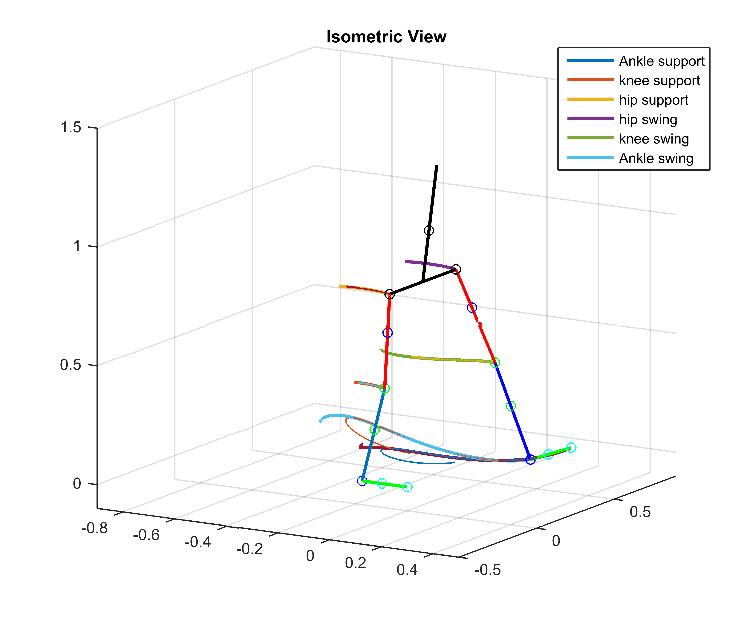 Isometric View
Ankle support
knee support
hip support
hip swing
knee swing
Ankle swing
1.5
1
0.5
0
-0.8
-0.6
-0.4
-0.2
0
0.2
0.4
-0.5
0
0.5